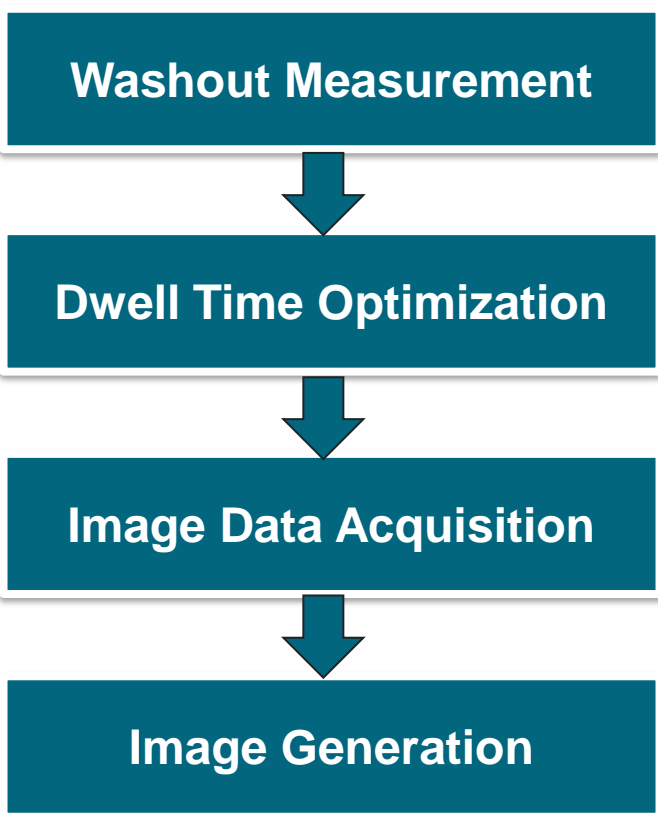 Washout Measurement
Dwell Time Optimization
Image Data Acquisition
Image Generation